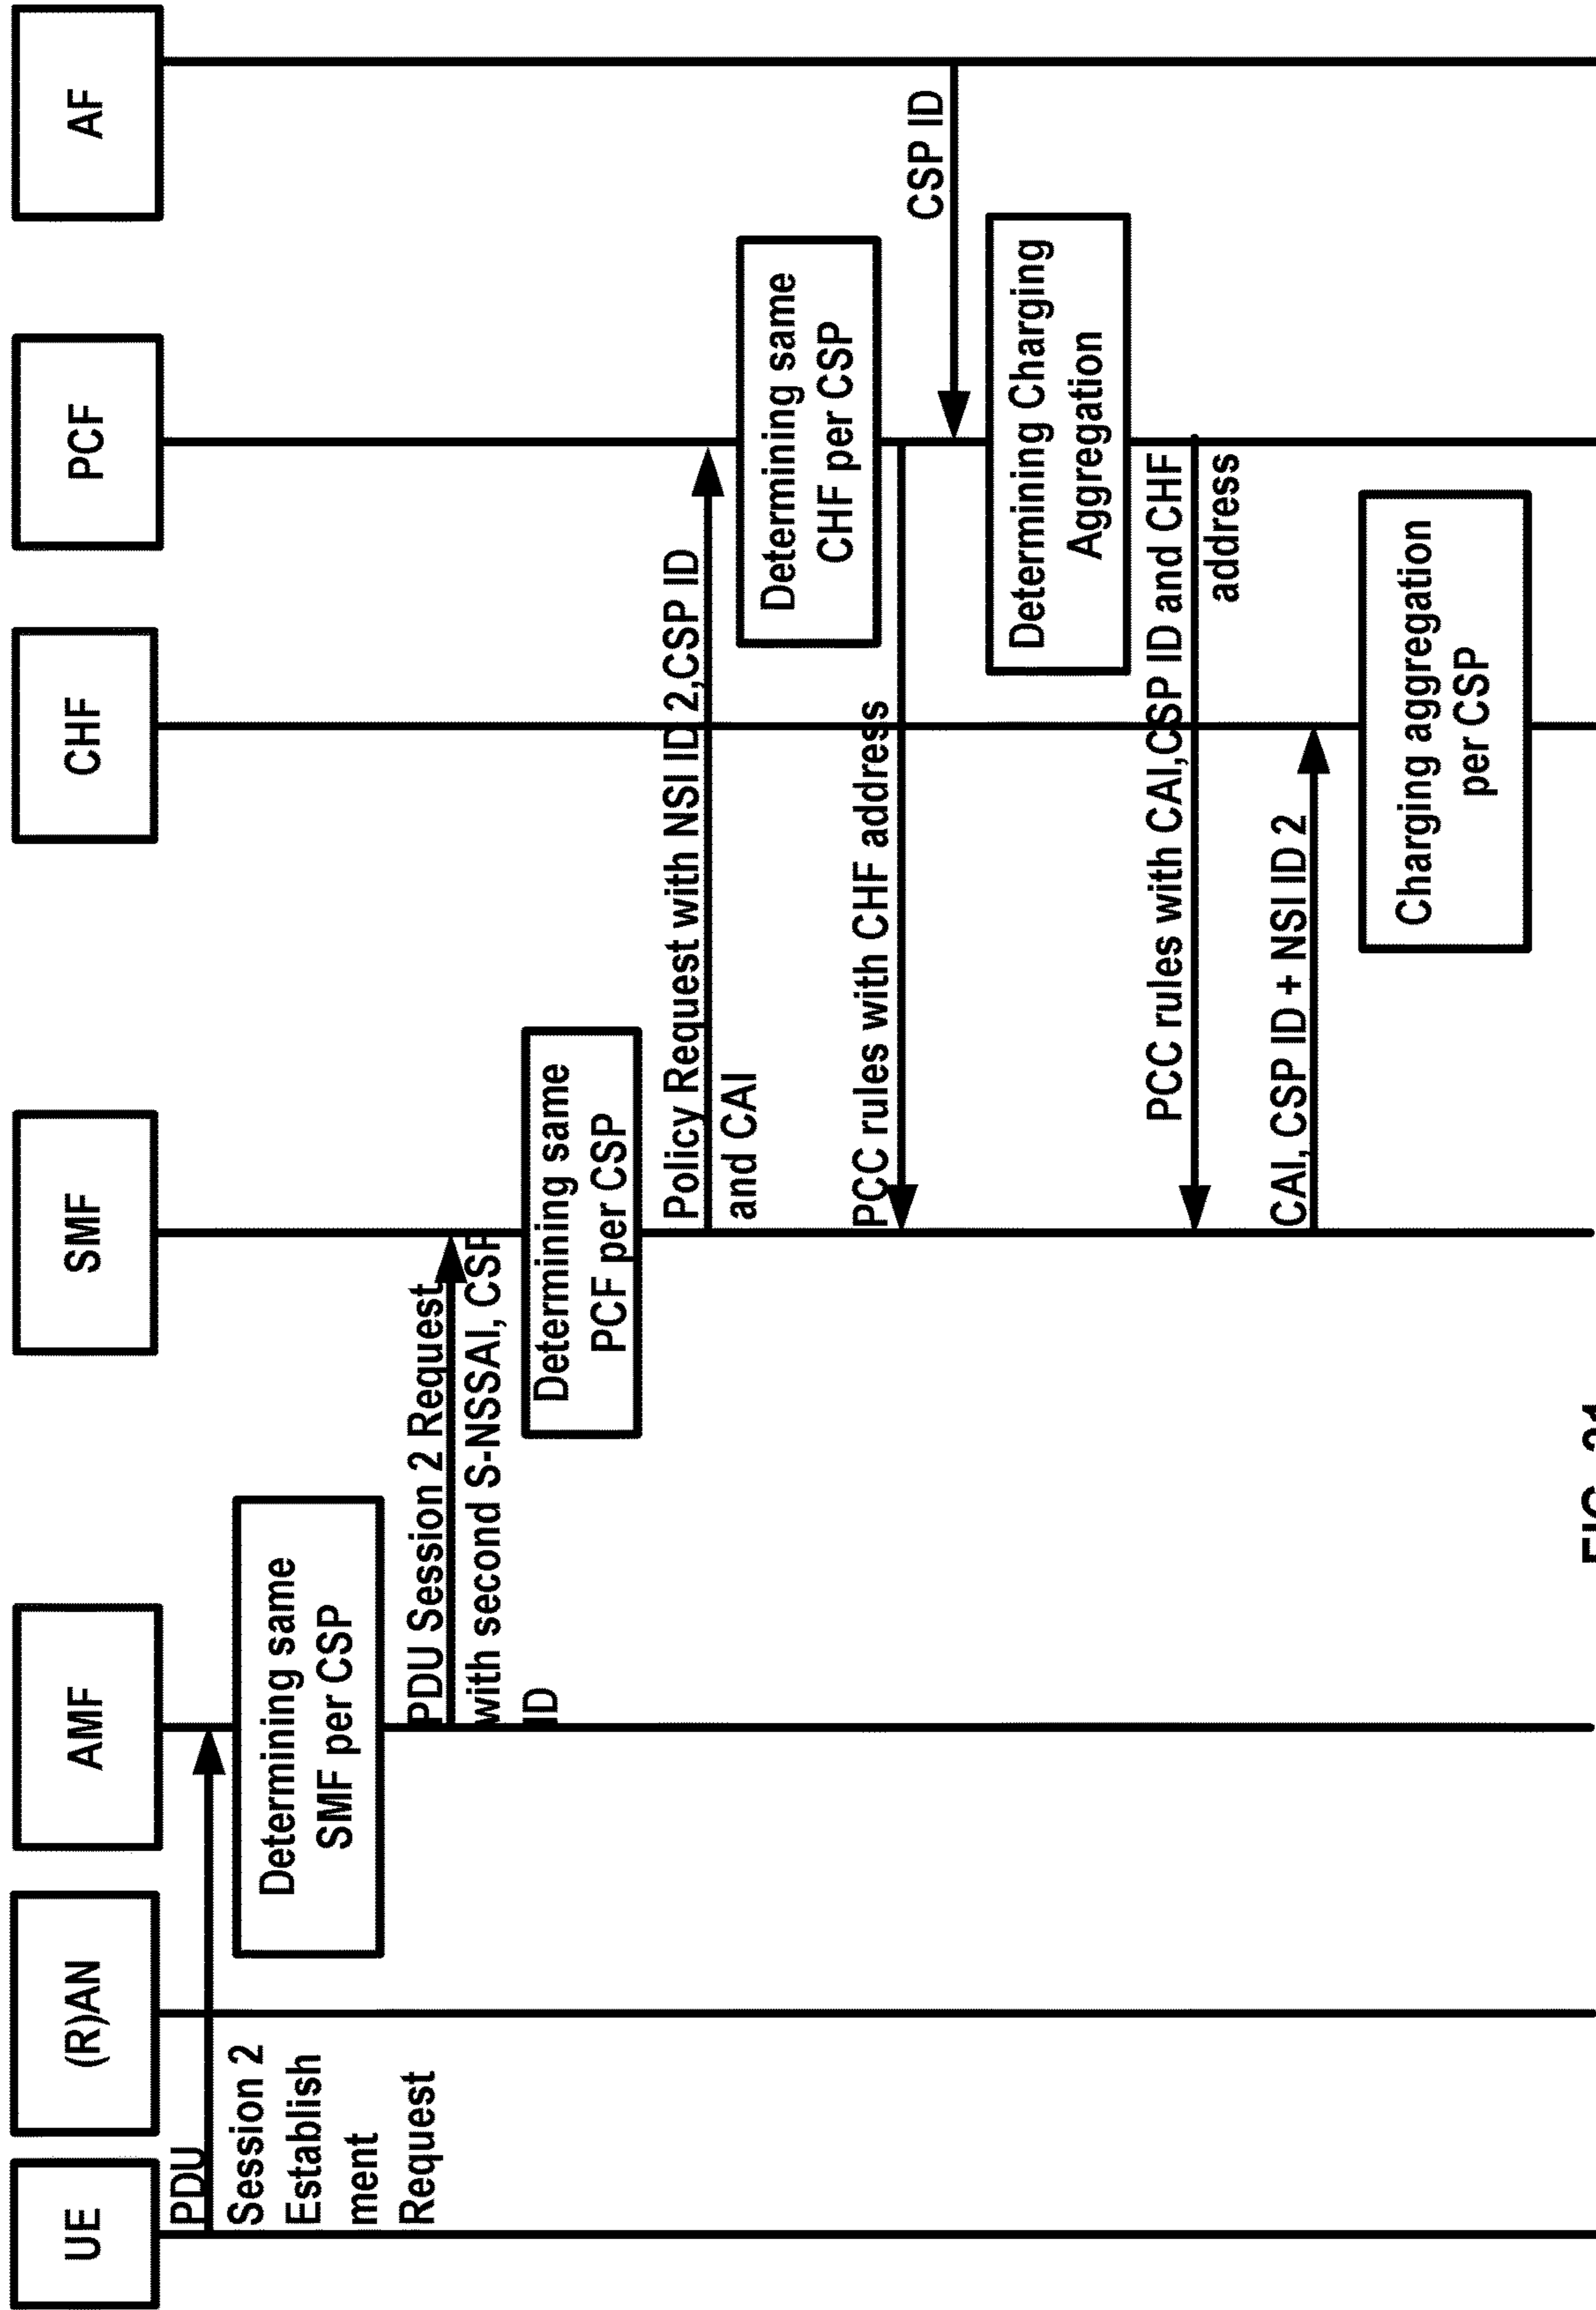 UE
(R)AN
AMF
SMF
CHF
PCF
AF
PDU
Session 2
Establish
ment
Request
Determining same
SMF per CSP
PDU Session 2 Request
with second S-NSSAI, CSP
ID
Determining same
PCF per CSP
Policy Request with NSI ID 2,CSP ID
and CAI
Determining same
CHF per CSP
PCC rules with CHF address
CSP ID
Determining Charging
Aggregation
PCC rules with CAI,CSP ID and CHF
address
CAI, CSP ID + NSI ID 2
Charging aggregation
per CSP
FIG.